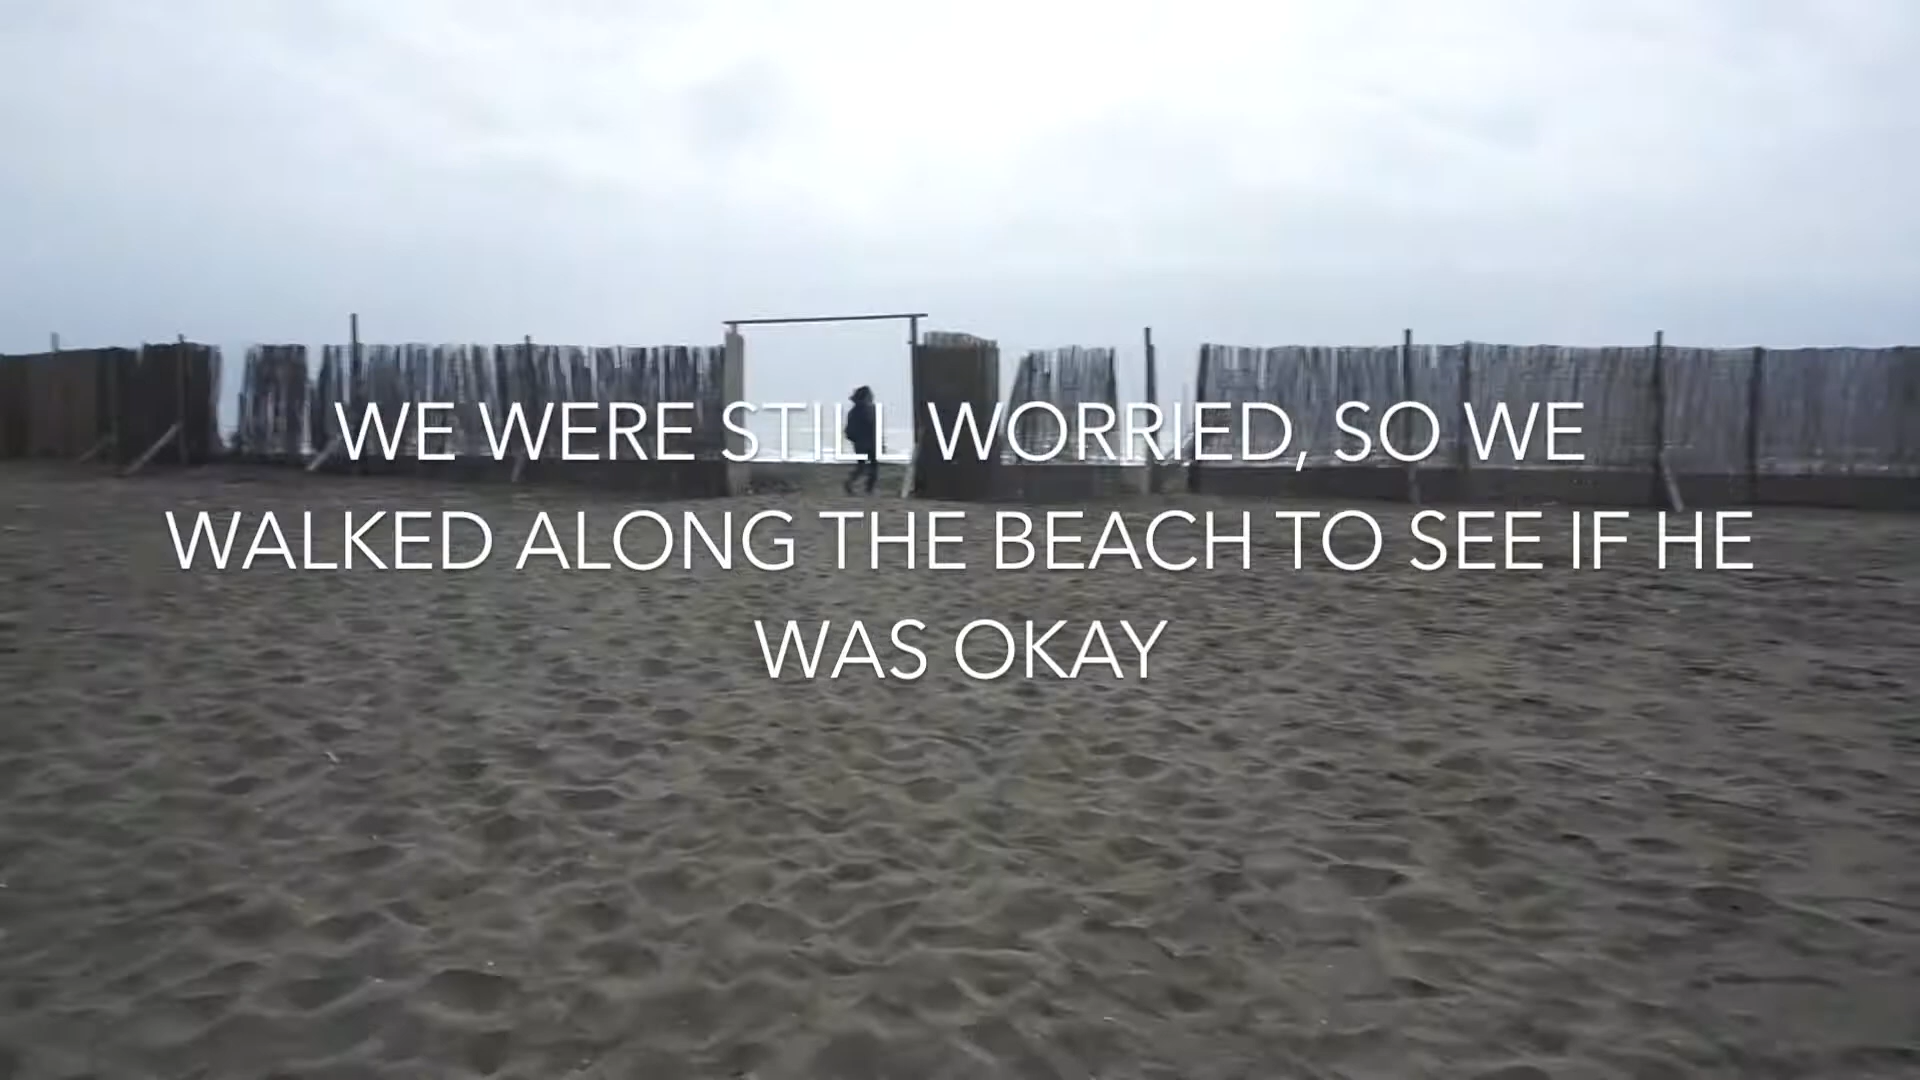 WE WERE STILL WORRIED, SO WE
WALKED ALONG THE BEACH TO SEE IF HE
WAS OKAY